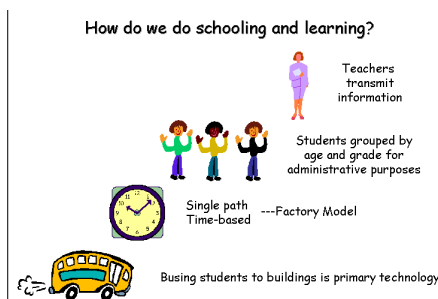 How do we do schooling and learning?
Teachers
transmit
information
Students grouped by
age and grade for
administrative purposes
Single path
Time-based ---Factory Model
Busing students to buildings is primary technology